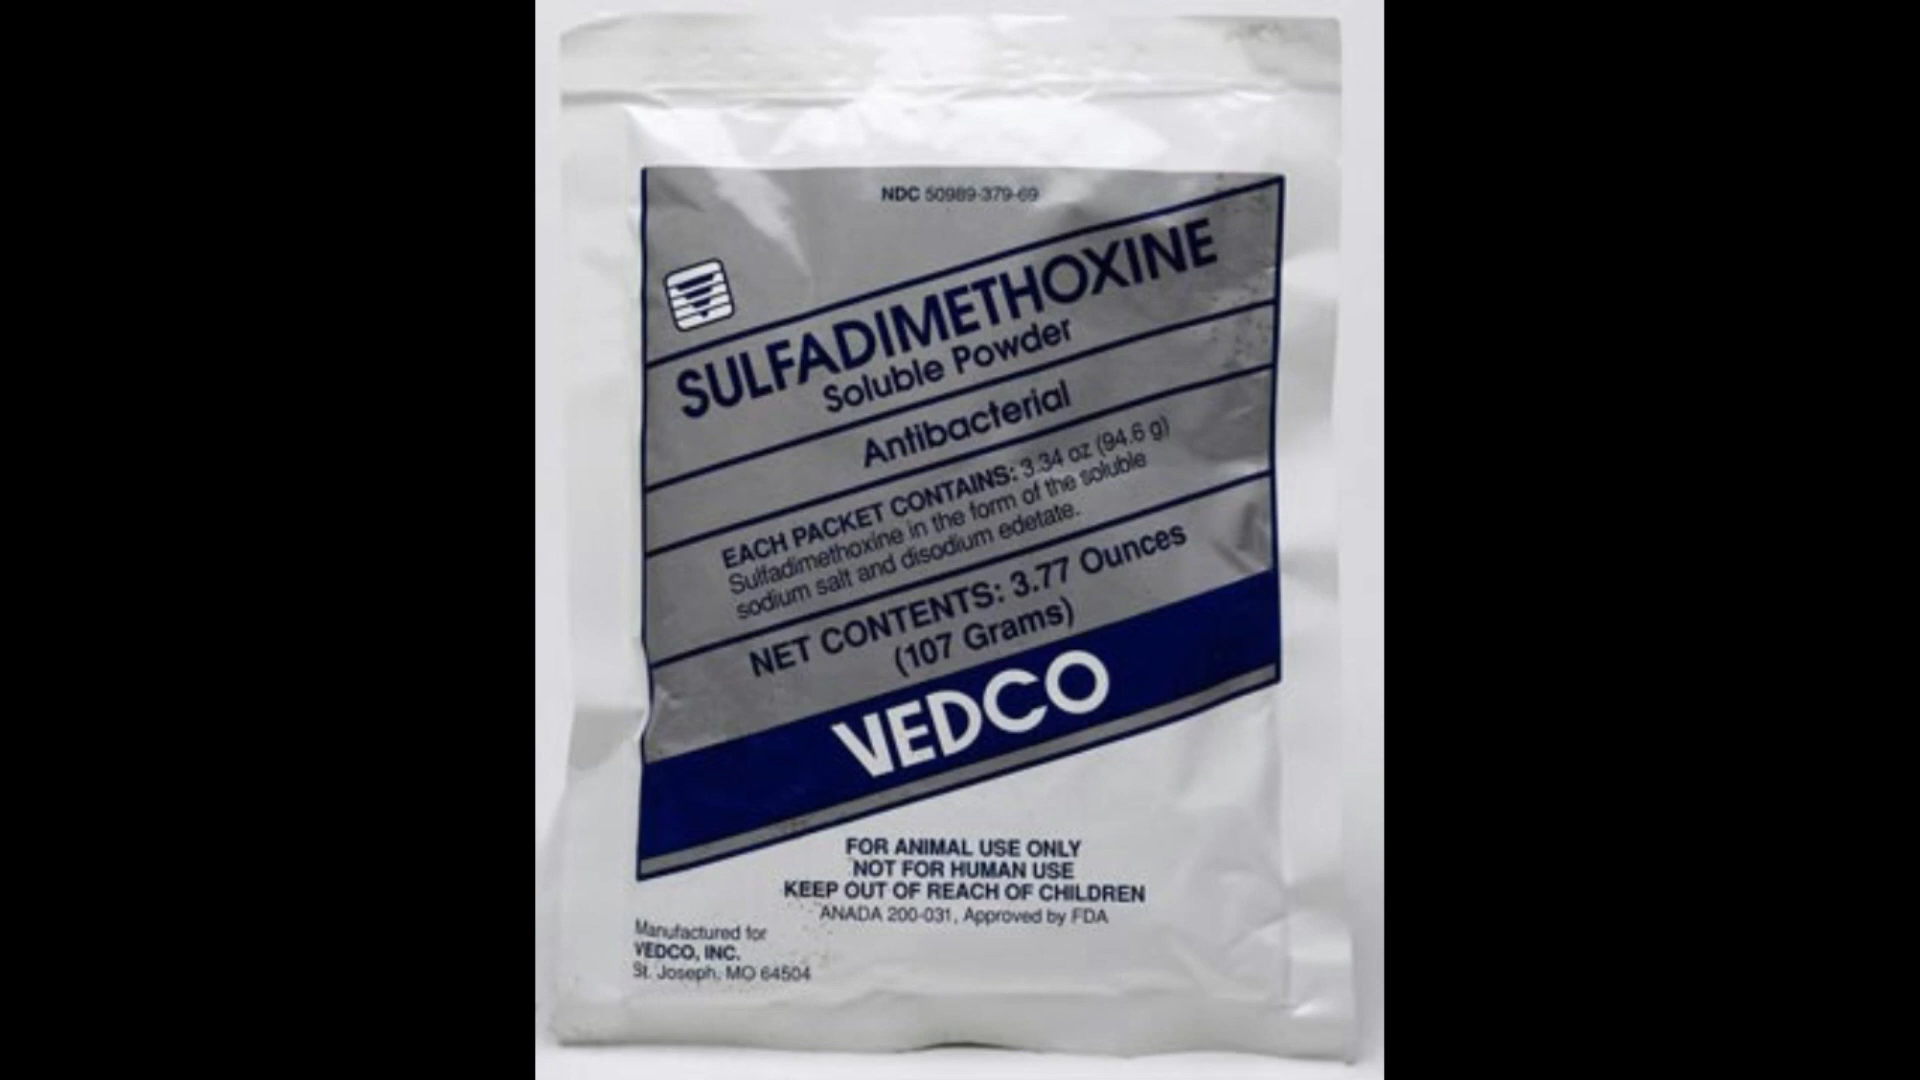 NDC 50989-379-69
SULFADIMETHOXINE
Soluble Powder
Antibacterial
EACH PACKET CONTAINS: 3.34 oz (94.6 g)
Sulfadimethoxine in the form of the soluble
sodium salt and disodium edetate.
NET CONTENTS: 3.77 Ounces
(107 Grams)
VEDCO
FOR ANIMAL USE ONLY
NOT FOR HUMAN USE
KEEP OUT OF REACH OF CHILDREN
ANADA 200-031, Approved by FDA
Manufactured for
VEDCO, INC.
St. Joseph, MO 64504